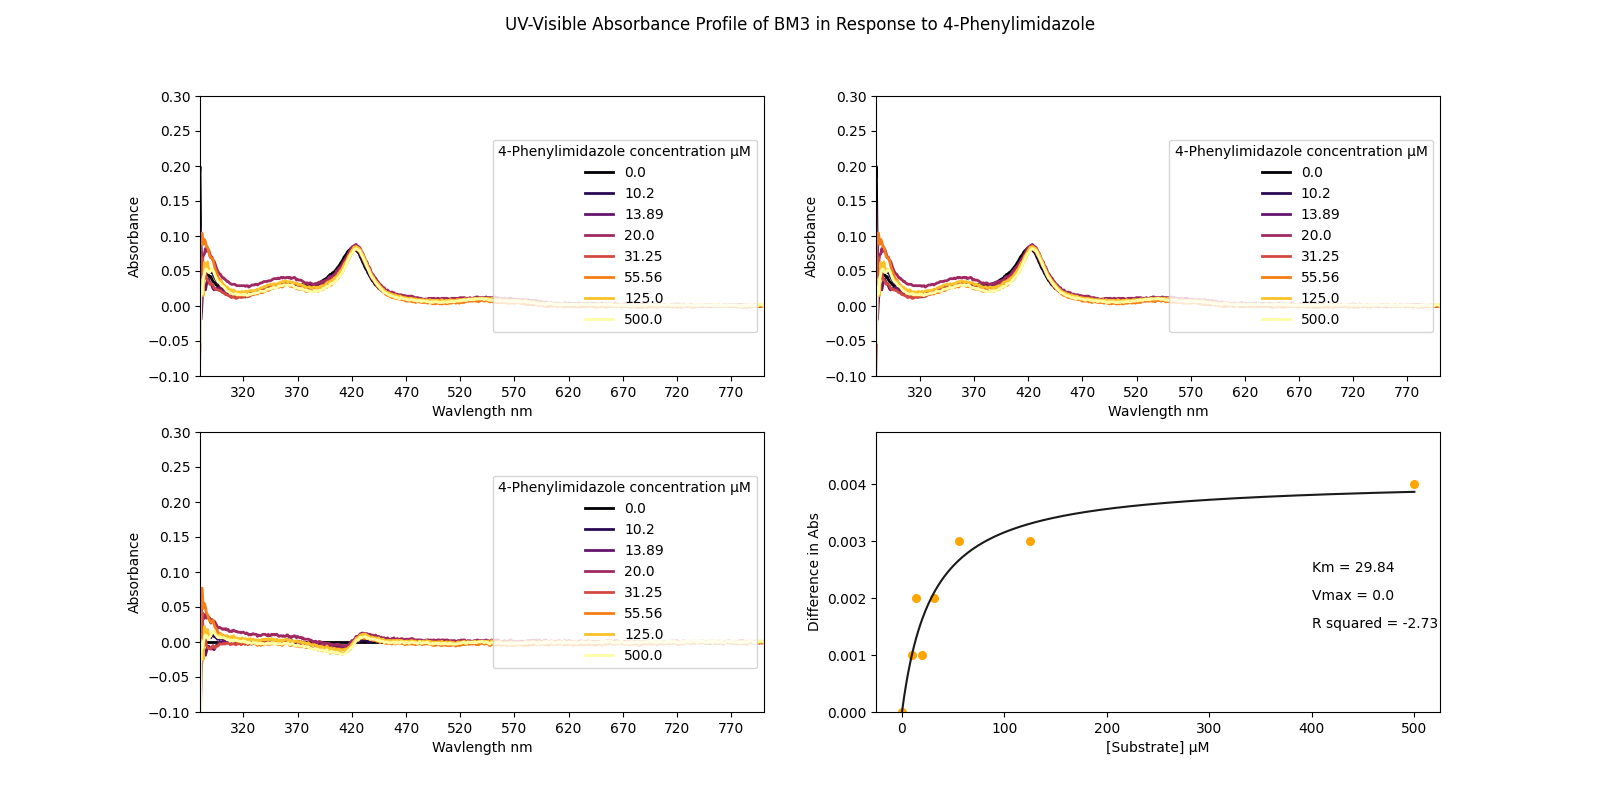 UV-Visible Absorbance Profile of BM3 in Response to 4-Phenylimidazole
0.30
0.25
0.20
0.15
0.10
0.05
0.00
−0.05
−0.10
Absorbance
4-Phenylimidazole concentration μM
0.0
10.2
13.89
20.0
31.25
55.56
125.0
500.0
320 370 420 470 520 570 620 670 720 770
Wavlength nm
0.30
0.25
0.20
0.15
0.10
0.05
0.00
−0.05
−0.10
Absorbance
4-Phenylimidazole concentration μM
0.0
10.2
13.89
20.0
31.25
55.56
125.0
500.0
320 370 420 470 520 570 620 670 720 770
Wavlength nm
0.30
0.25
0.20
0.15
0.10
0.05
0.00
−0.05
−0.10
Absorbance
4-Phenylimidazole concentration μM
0.0
10.2
13.89
20.0
31.25
55.56
125.0
500.0
320 370 420 470 520 570 620 670 720 770
Wavlength nm
0.004
0.003
0.002
0.001
0.000
Difference in Abs
Km = 29.84
Vmax = 0.0
R squared = -2.73
0 100 200 300 400 500
[Substrate] μM